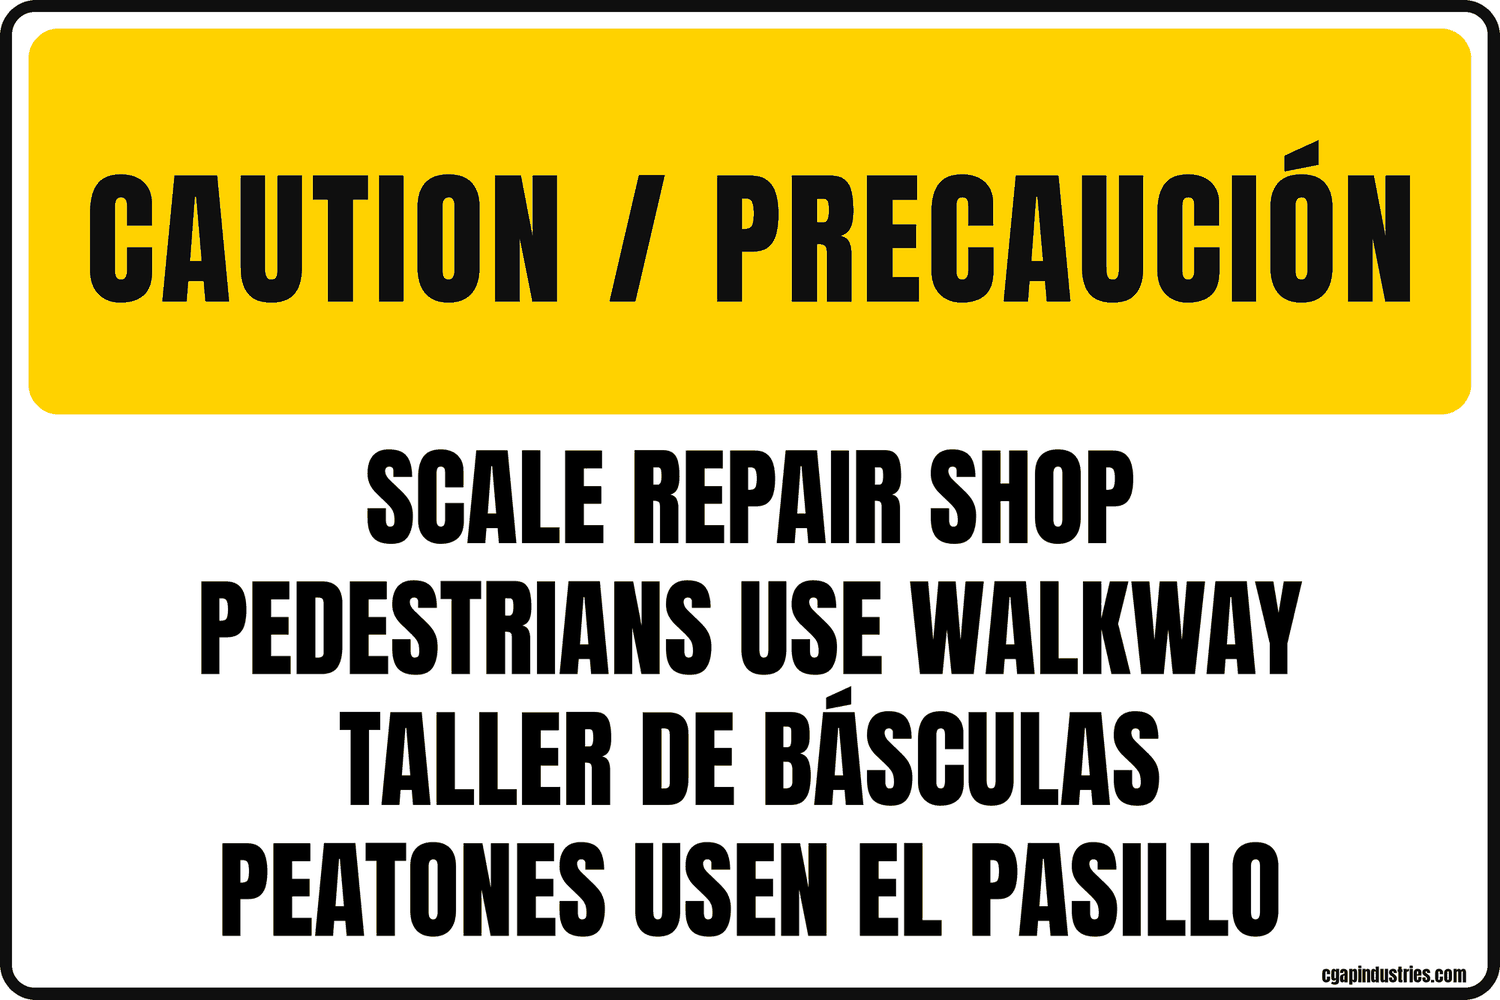 CAUTION / PRECAUCIÓN
SCALE REPAIR SHOP
PEDESTRIANS USE WALKWAY
TALLER DE BÁSCULAS
PEATONES USEN EL PASILLO
cgapindustries.com